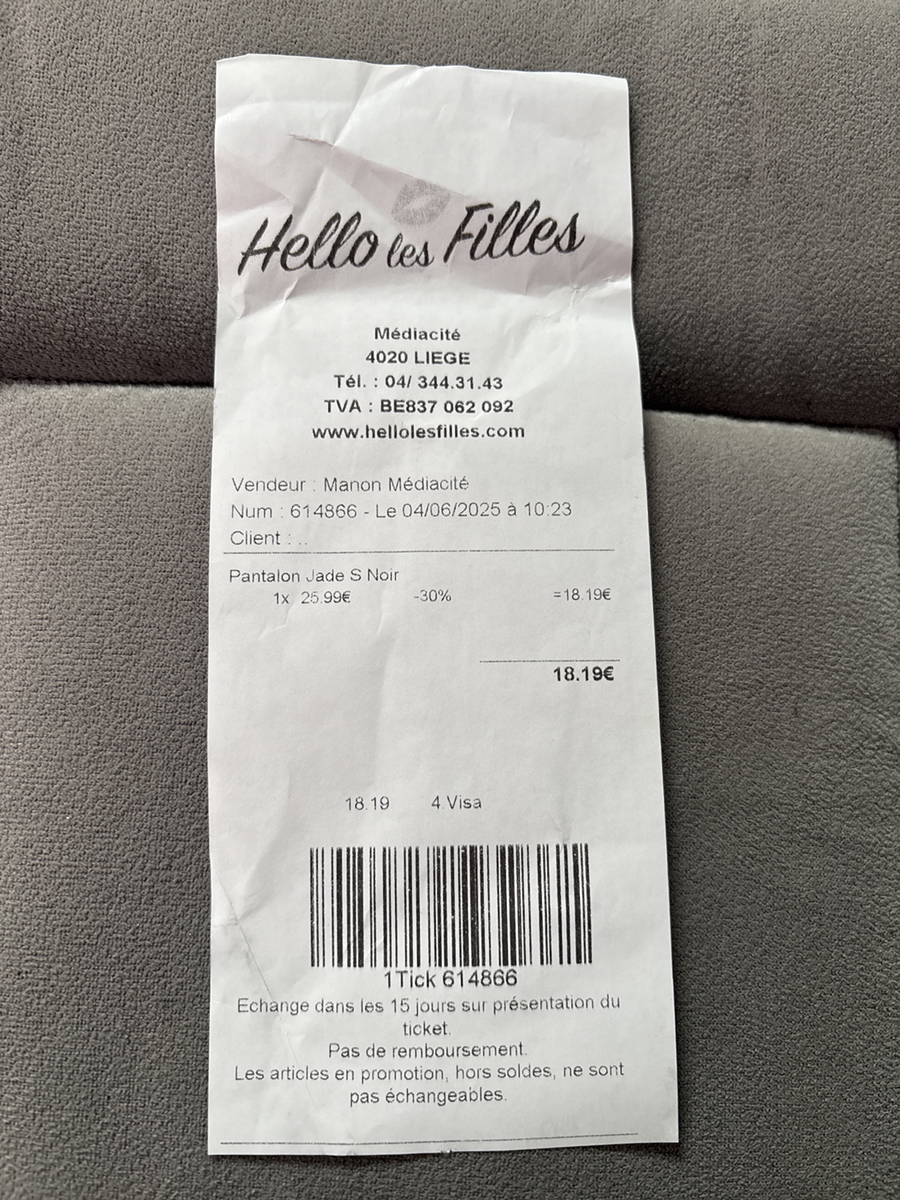 Hello les Filles
Médiacité
4020 LIEGE
Tél. : 04/ 344.31.43
TVA : BE837 062 092
www.hellolesfilles.com
Vendeur : Manon Médiacité
Num : 614866 - Le 04/06/2025 à 10:23
Client : ..
Pantalon Jade S Noir
1x 25.99€ -30% =18.19€
18.19€
18.19 4 Visa
1Tick 614866
Echange dans les 15 jours sur présentation du
ticket.
Pas de remboursement.
Les articles en promotion, hors soldes, ne sont
pas échangeables.